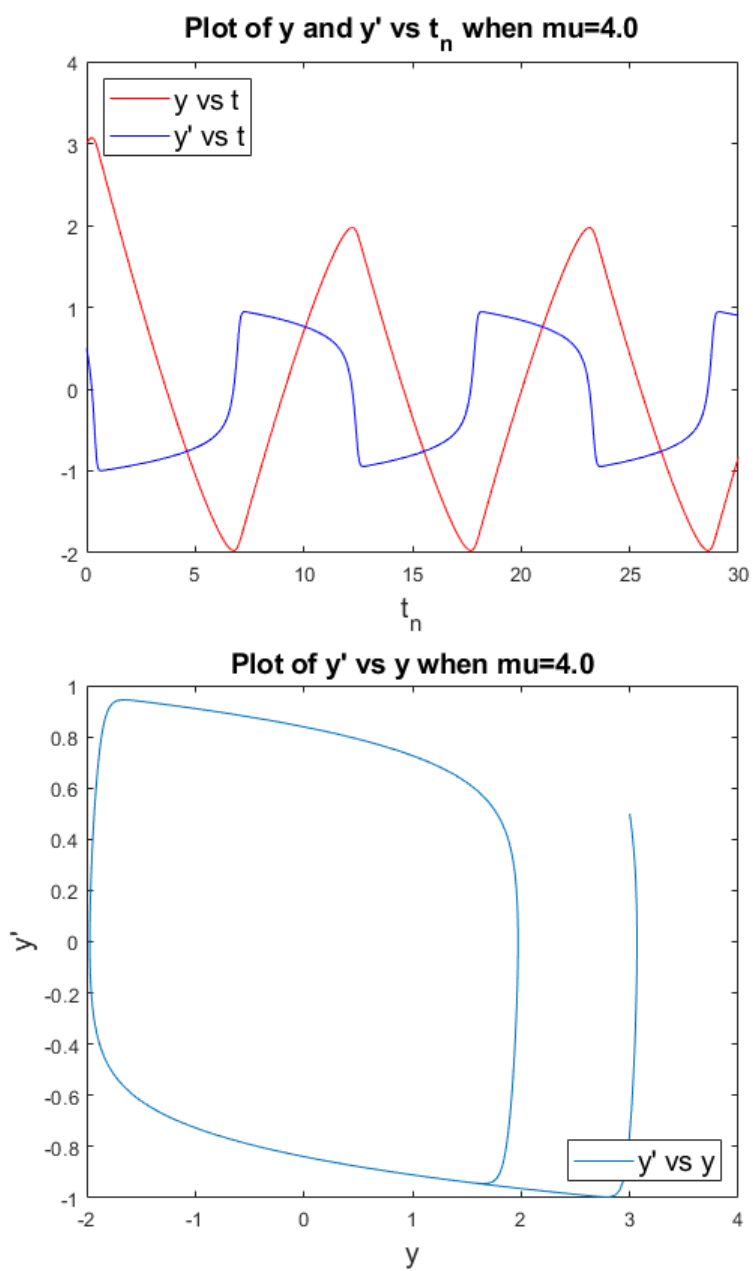 Plot of y and y' vs t_n when mu=4.0
4
y vs t
y' vs t
3
2
1
0
-1
-2
0 5 10 15 20 25 30
t_n
Plot of y' vs y when mu=4.0
1
0.8
0.6
0.4
0.2
0
y'
-0.2
-0.4
-0.6
-0.8
y' vs y
-1
-2 -1 0 1 2 3 4
y